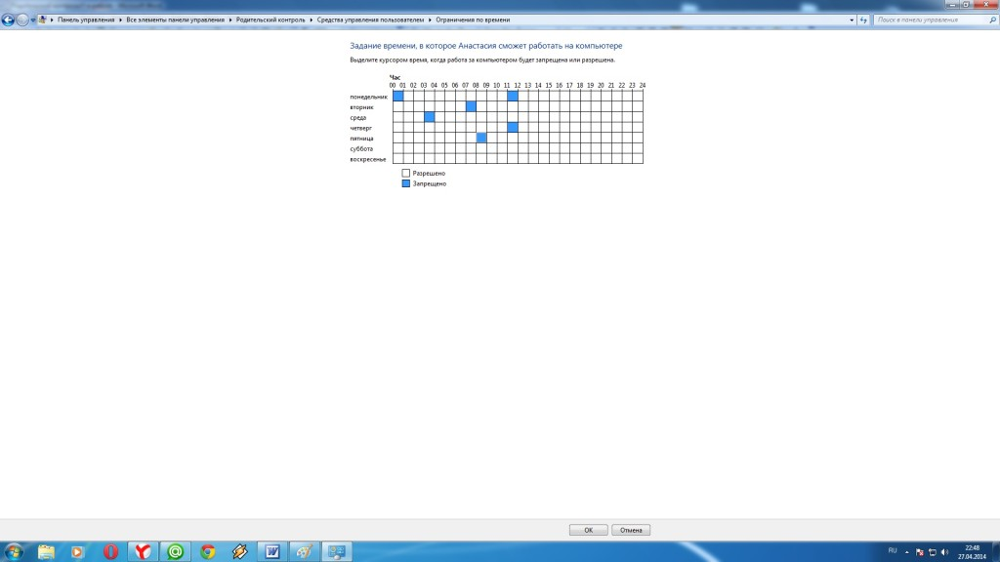 Панель управления ▸ Все элементы панели управления ▸ Родительский контроль ▸ Средства управления пользователем ▸ Ограничения по времени
Поиск в панели управления
Задание времени, в которое Анастасия сможет работать на компьютере
Выделите курсором время, когда работа за компьютером будет запрещена или разрешена.
Час
00 01 02 03 04 05 06 07 08 09 10 11 12 13 14 15 16 17 18 19 20 21 22 23 24
понедельник
вторник
среда
четверг
пятница
суббота
воскресенье
Разрешено
Запрещено
ОК
Отмена
RU
22:48
27.04.2014